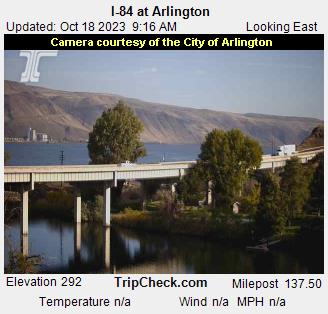 I-84 at Arlington
Updated: Oct 18 2023 9:16 AM Looking East
Camera courtesy of the City of Arlington
Elevation 292 TripCheck.com Milepost 137.50
Temperature n/a Wind n/a MPH n/a